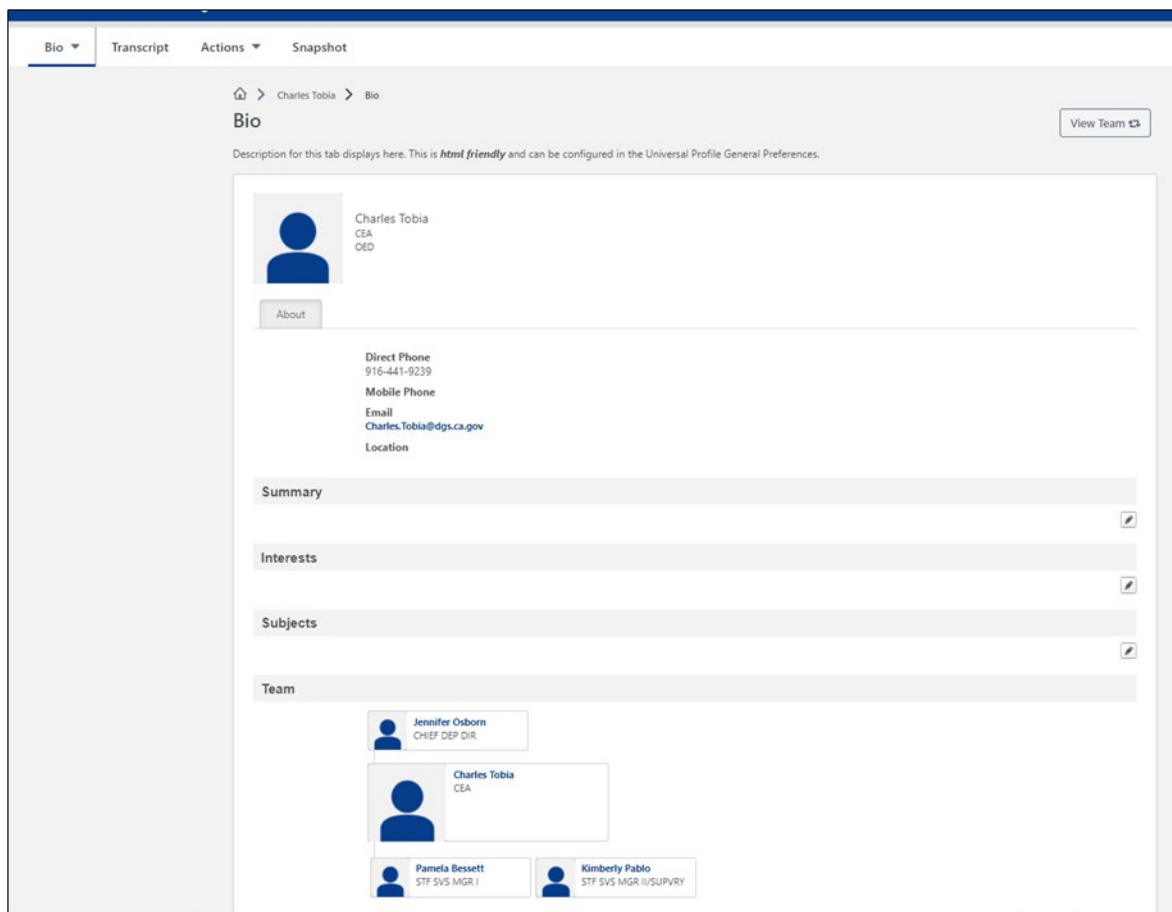 Bio
Transcript
Actions
Snapshot
Charles Tobia
Bio
Bio
View Team
Description for this tab displays here. This is html friendly and can be configured in the Universal Profile General Preferences.
Charles Tobia
CEA
OED
About
Direct Phone
916-441-9239
Mobile Phone
Email
Charles.Tobia@dgs.ca.gov
Location
Summary
Interests
Subjects
Team
Jennifer Osborn
CHIEF DEP DIR
Charles Tobia
CEA
Pamela Bessett
STF SVS MGR I
Kimberly Pablo
STF SVS MGR II/SUPVRY